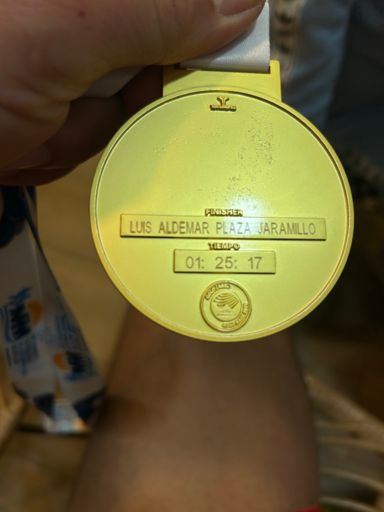 FINISHER
LUIS ALDEMAR PLAZA JARAMILLO
TIEMPO
01: 25: 17